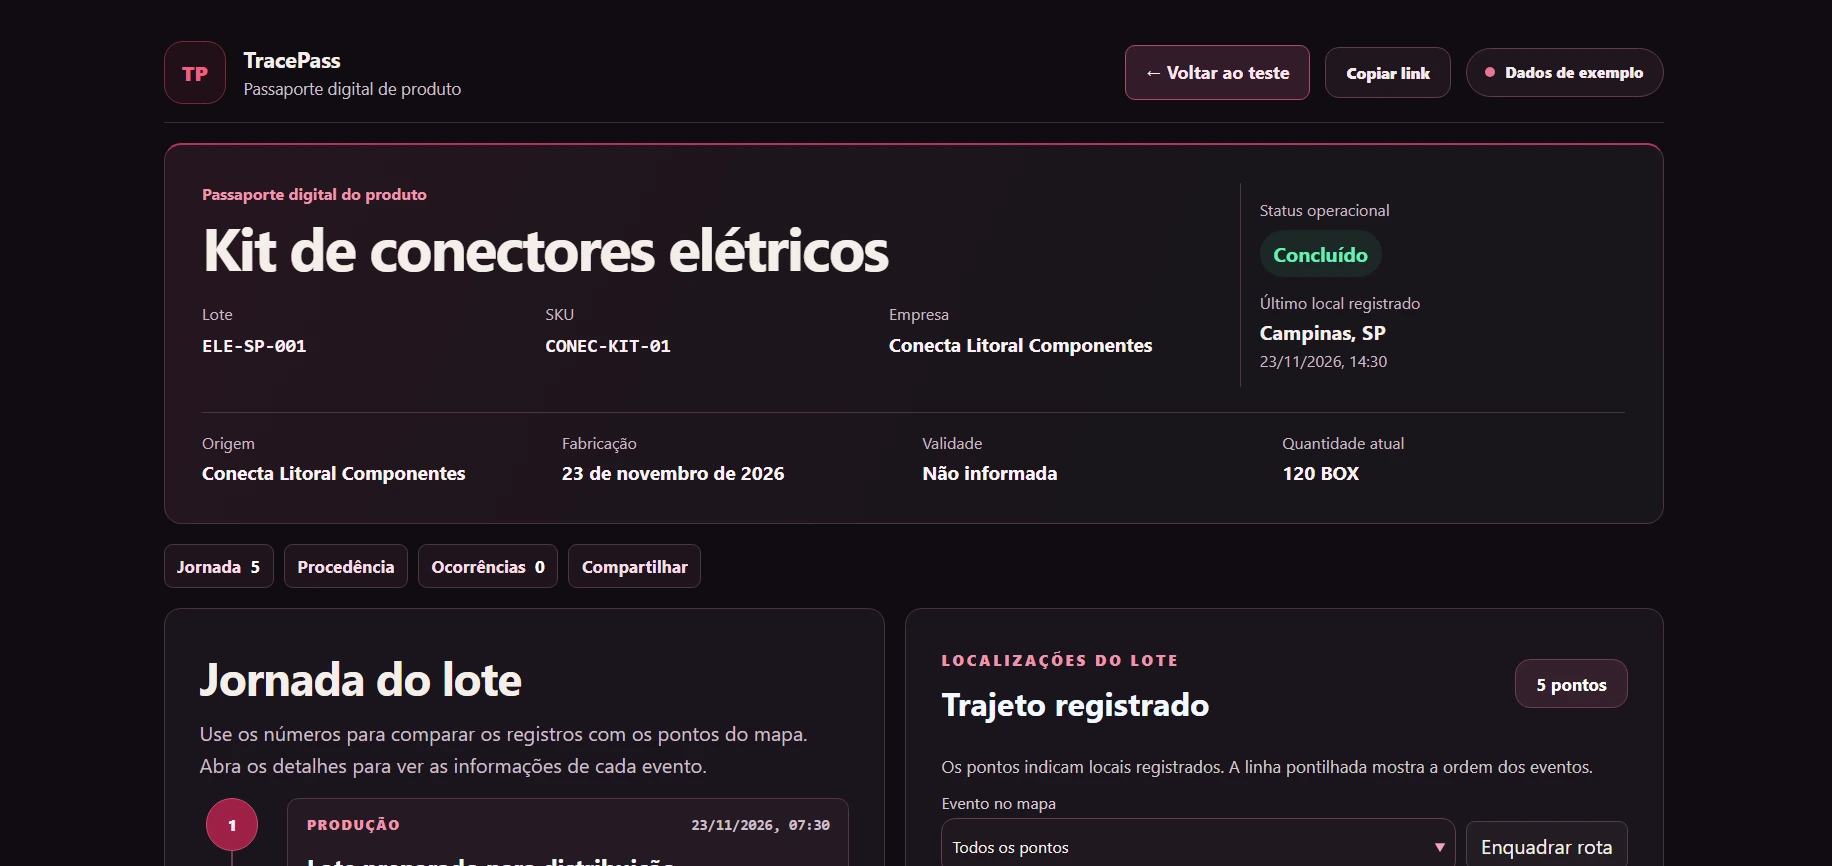 TP
TracePass
Passaporte digital de produto
← Voltar ao teste
Copiar link
Dados de exemplo
Passaporte digital do produto
Kit de conectores elétricos
Lote
ELE-SP-001
SKU
CONEC-KIT-01
Empresa
Conecta Litoral Componentes
Status operacional
Concluído
Último local registrado
Campinas, SP
23/11/2026, 14:30
Origem
Conecta Litoral Componentes
Fabricação
23 de novembro de 2026
Validade
Não informada
Quantidade atual
120 BOX
Jornada 5
Procedência
Ocorrências 0
Compartilhar
Jornada do lote
Use os números para comparar os registros com os pontos do mapa.
Abra os detalhes para ver as informações de cada evento.
1
PRODUÇÃO
23/11/2026, 07:30
Lote preparado para distribuição
LOCALIZAÇÕES DO LOTE
Trajeto registrado
5 pontos
Os pontos indicam locais registrados. A linha pontilhada mostra a ordem dos eventos.
Evento no mapa
Todos os pontos
Enquadrar rota